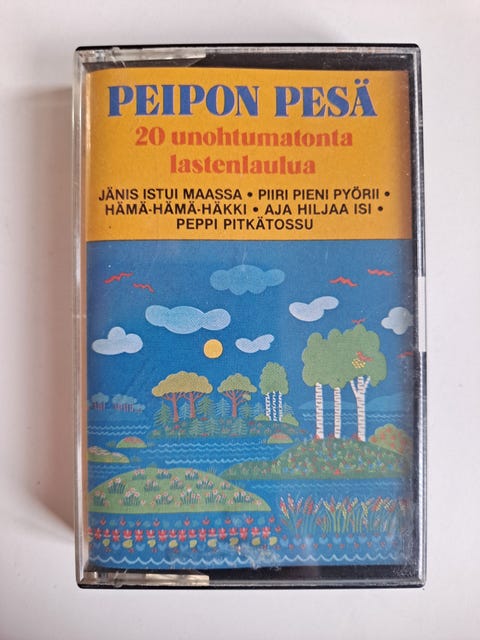 PEIPON PESÄ
20 unohtumatonta
lastenlaulua
JÄNIS ISTUI MAASSA • PIIRI PIENI PYÖRII •
HÄMÄ-HÄMÄ-HÄKKI • AJA HILJAA ISI •
PEPPI PITKÄTOSSU